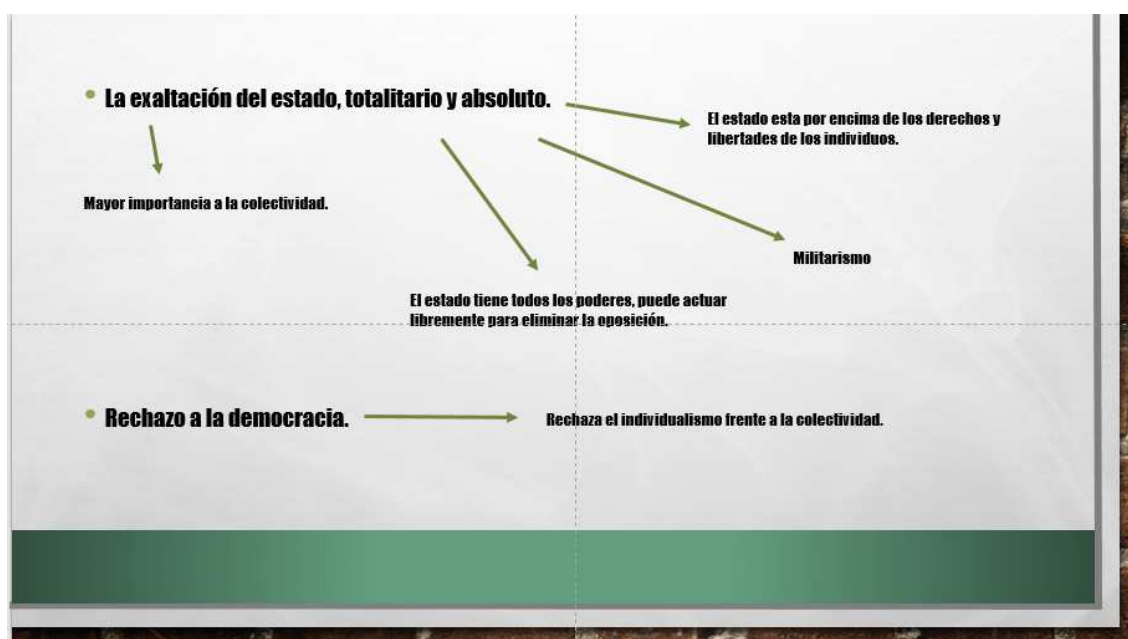 La exaltación del estado, totalitario y absoluto.
El estado esta por encima de los derechos y
libertades de los individuos.
Mayor importancia a la colectividad.
Militarismo
El estado tiene todos los poderes, puede actuar
libremente para eliminar la oposición.
Rechazo a la democracia.
Rechaza el individualismo frente a la colectividad.